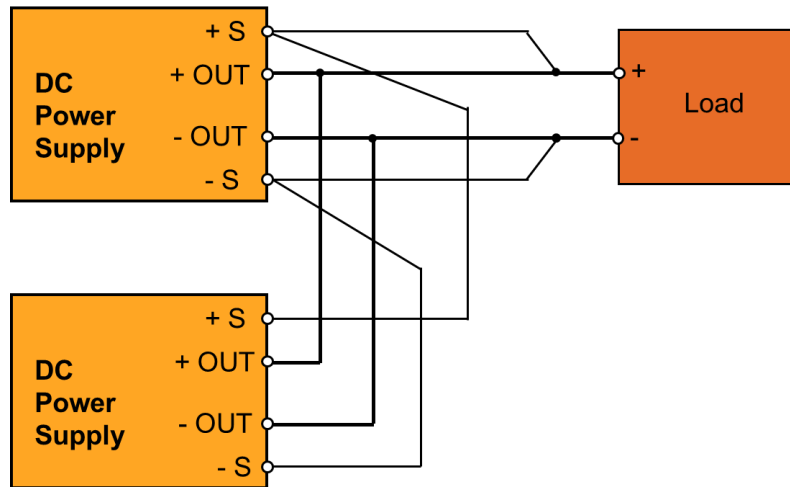 + S
DC
Power
Supply
+ OUT
- OUT
- S
+
Load
-
+ S
DC
Power
Supply
+ OUT
- OUT
- S